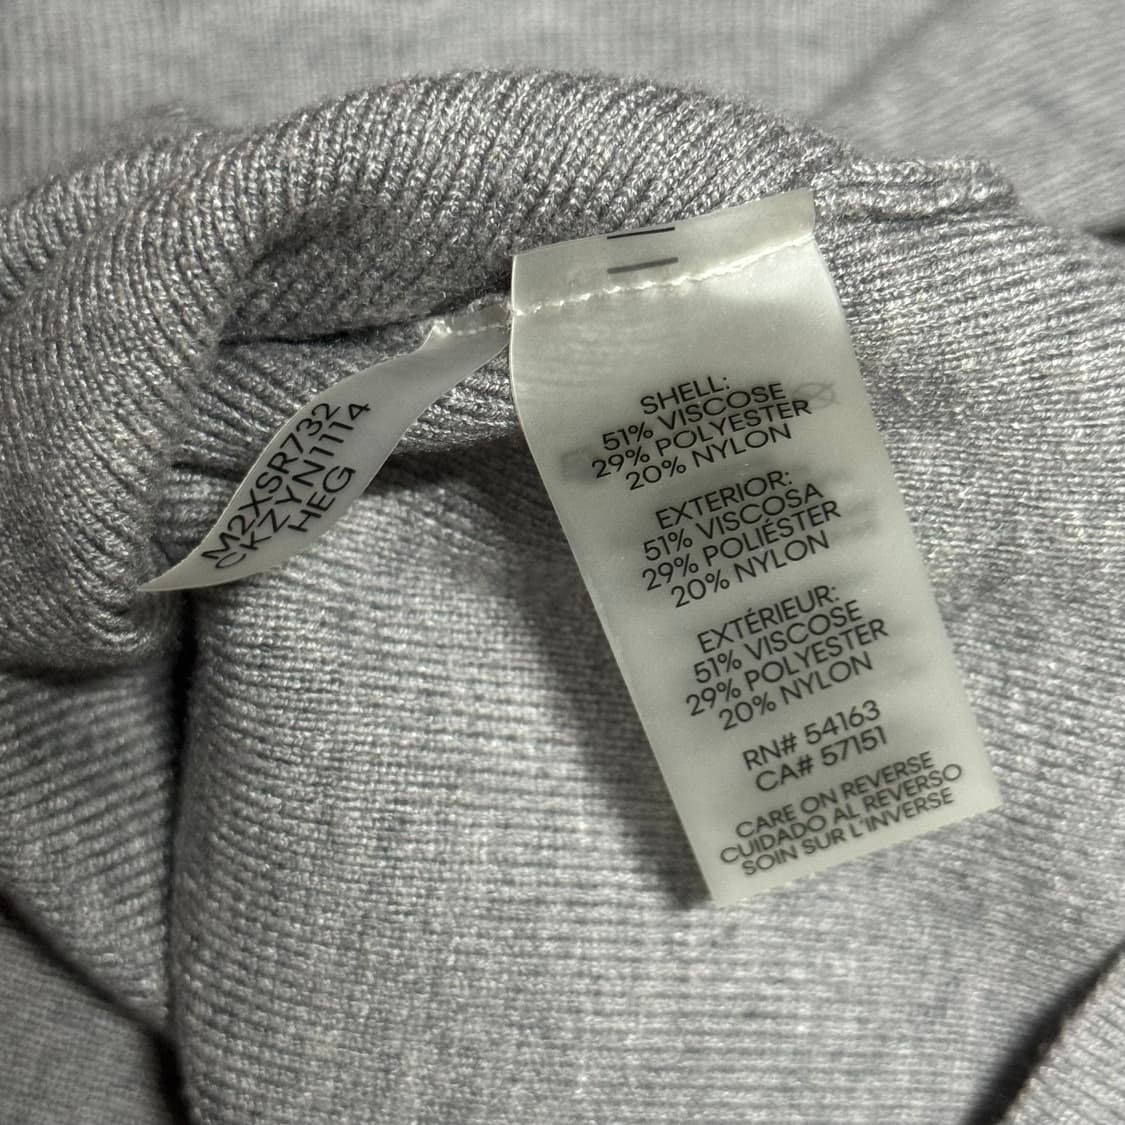 M2XSR732
CKZYN1114
HEG
SHELL:
51% VISCOSE
29% POLYESTER
20% NYLON
EXTERIOR:
51% VISCOSA
29% POLIÉSTER
20% NYLON
EXTÉRIEUR:
51% VISCOSE
29% POLYESTER
20% NYLON
RN# 54163
CA# 57151
CARE ON REVERSE
CUIDADO AL REVERSO
SOIN SUR L'INVERSE